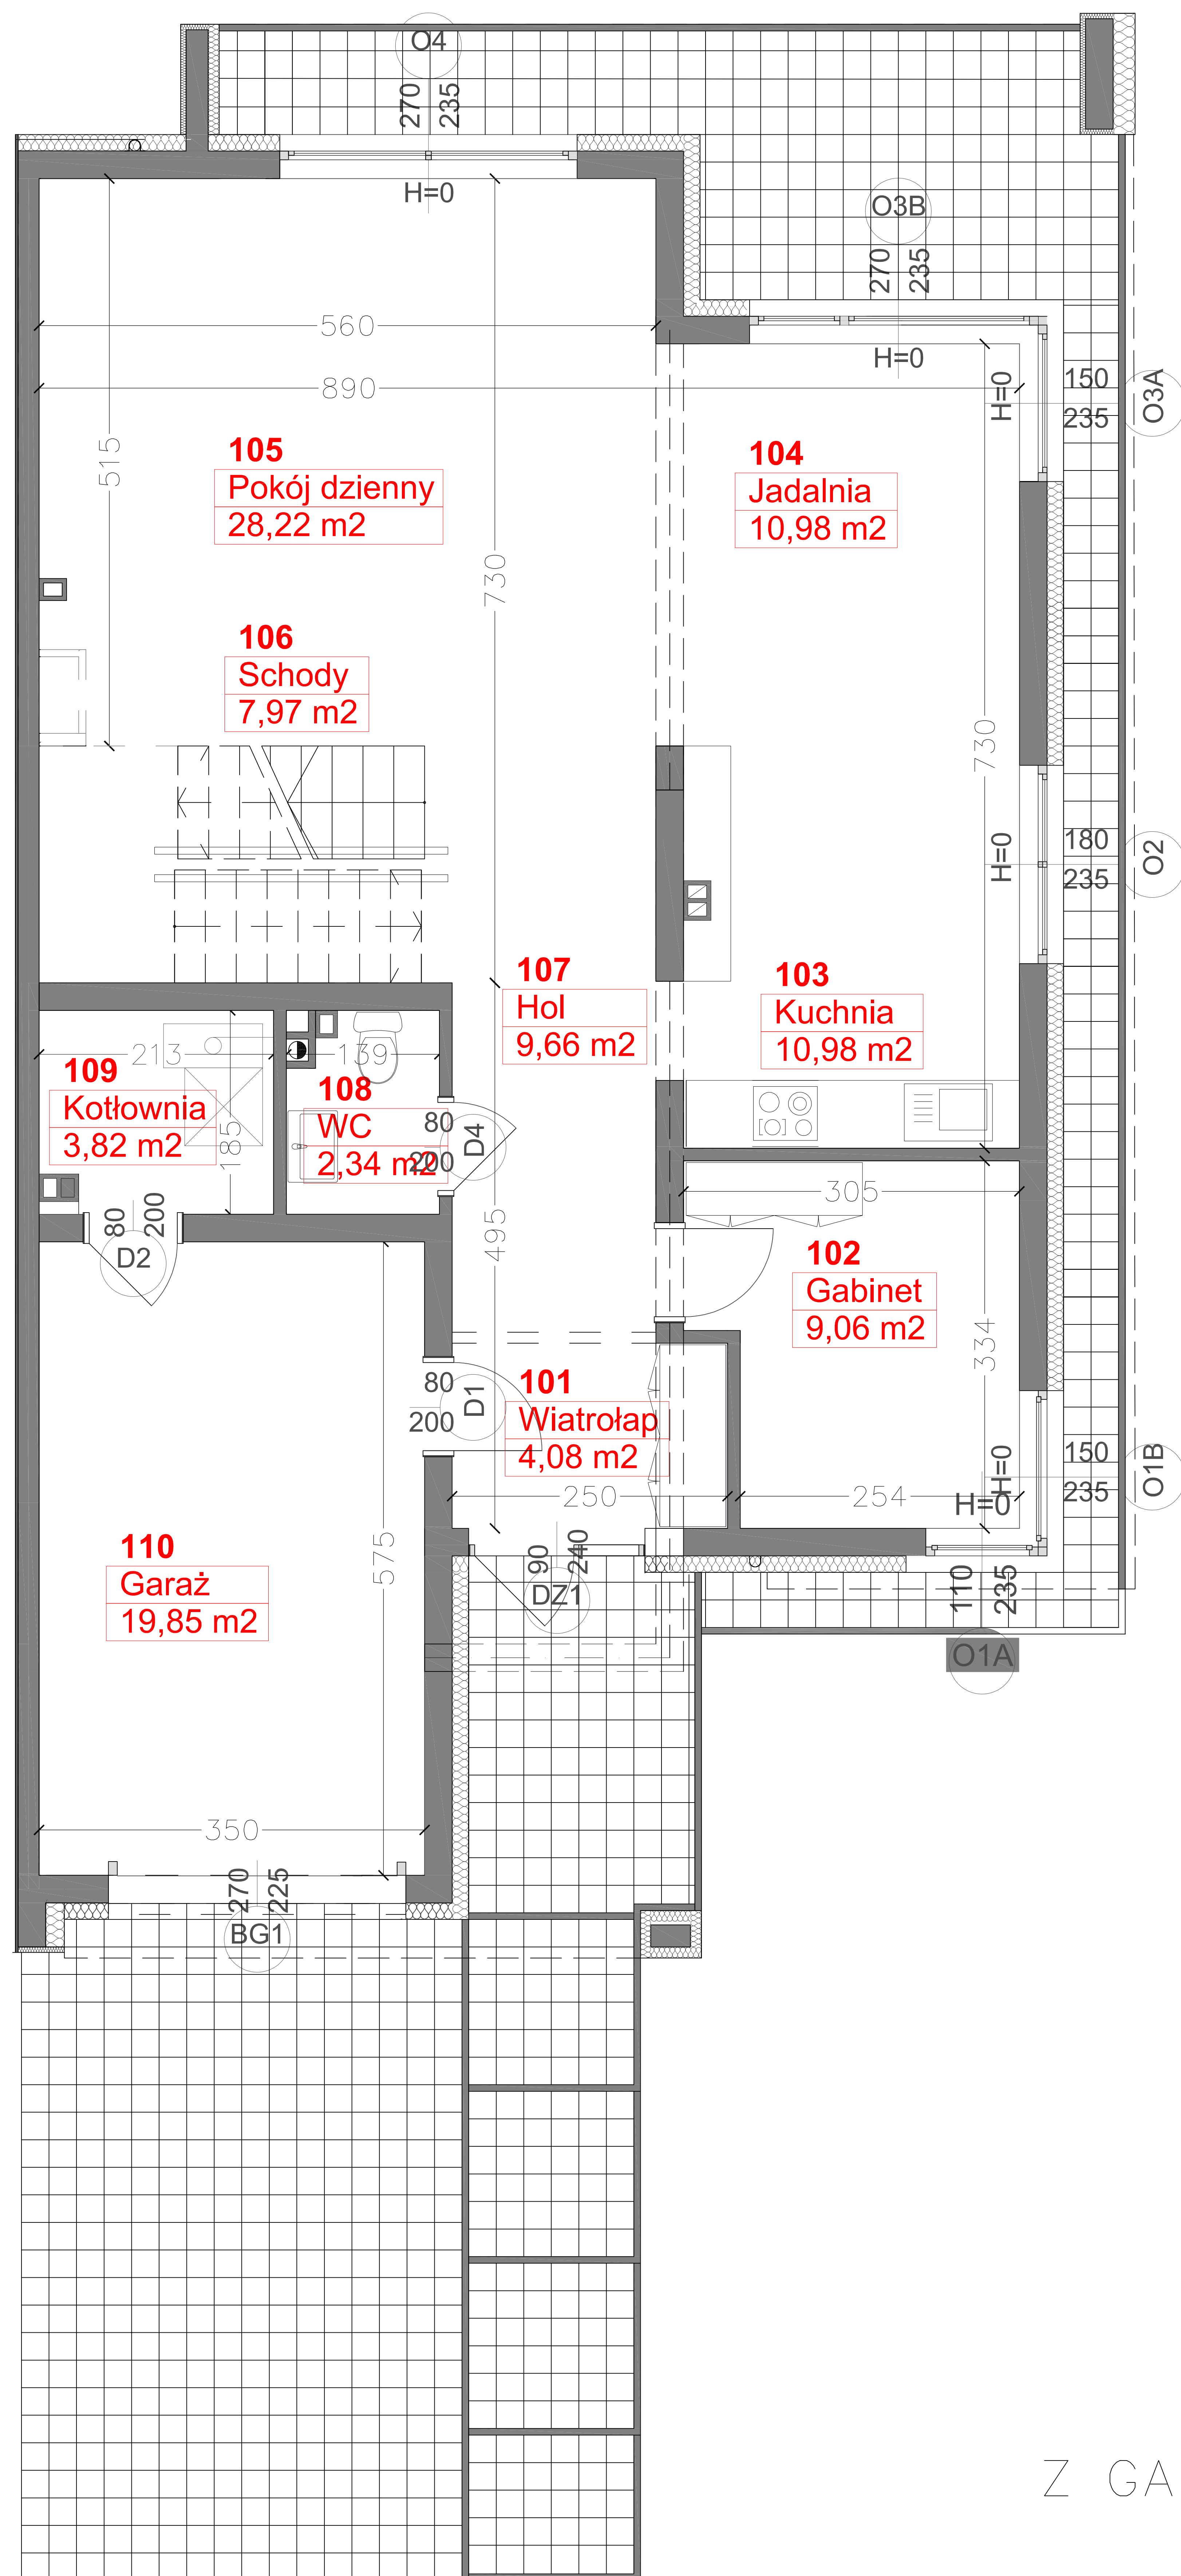 O4
270
235
H=0
O3B
270
235
H=0
560
890
H=0
150
235
O3A
515
105
Pokój dzienny
28,22 m2
104
Jadalnia
10,98 m2
730
106
Schody
7,97 m2
730
H=0
180
235
O2
107
Hol
9,66 m2
103
Kuchnia
10,98 m2
213
139
109
Kotłownia
3,82 m2
185
108
WC
2,34 m2
80
200
D4
80
200
D2
495
305
102
Gabinet
9,06 m2
334
80
200
D1
101
Wiatrołap
4,08 m2
250
254
H=0
H=0
150
235
O1B
110
Garaż
19,85 m2
575
90
240
DZ1
110
235
O1A
350
270
225
BG1
Z GA